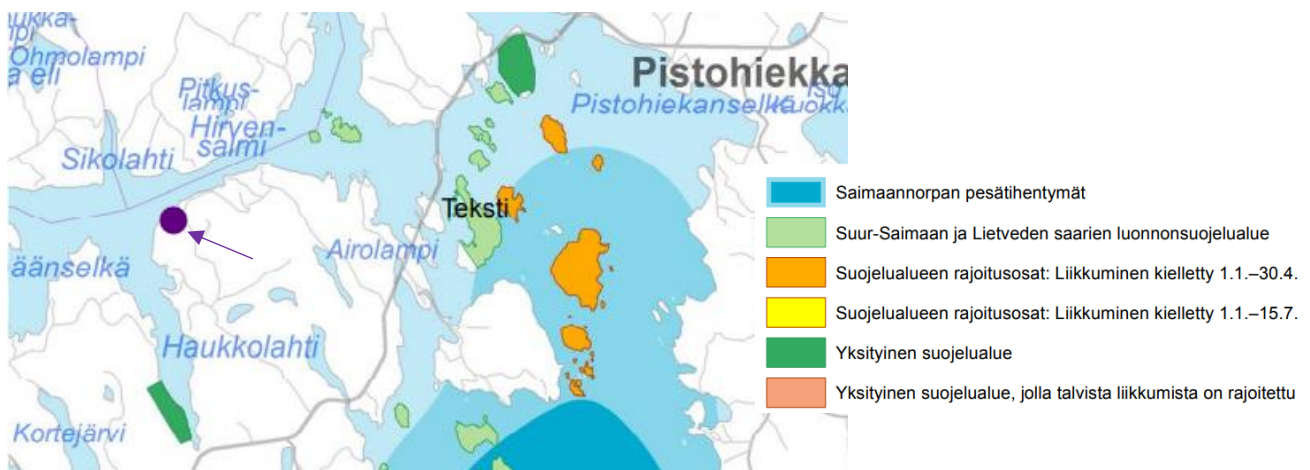 Ohmolampi
a eli
Pitkus-
lampi
Hirven-
salmi
Sikolahti
Pistohiekka
Pistohiekanselkä
Teksti
Airolampi
äänselkä
Haukkolahti
Kortejärvi
Saimaannorpan pesätihentymät
Suur-Saimaan ja Lietveden saarien luonnonsuojelualue
Suojelualueen rajoitusosat: Liikkuminen kielletty 1.1.–30.4.
Suojelualueen rajoitusosat: Liikkuminen kielletty 1.1.–15.7.
Yksityinen suojelualue
Yksityinen suojelualue, jolla talvista liikkumista on rajoitettu